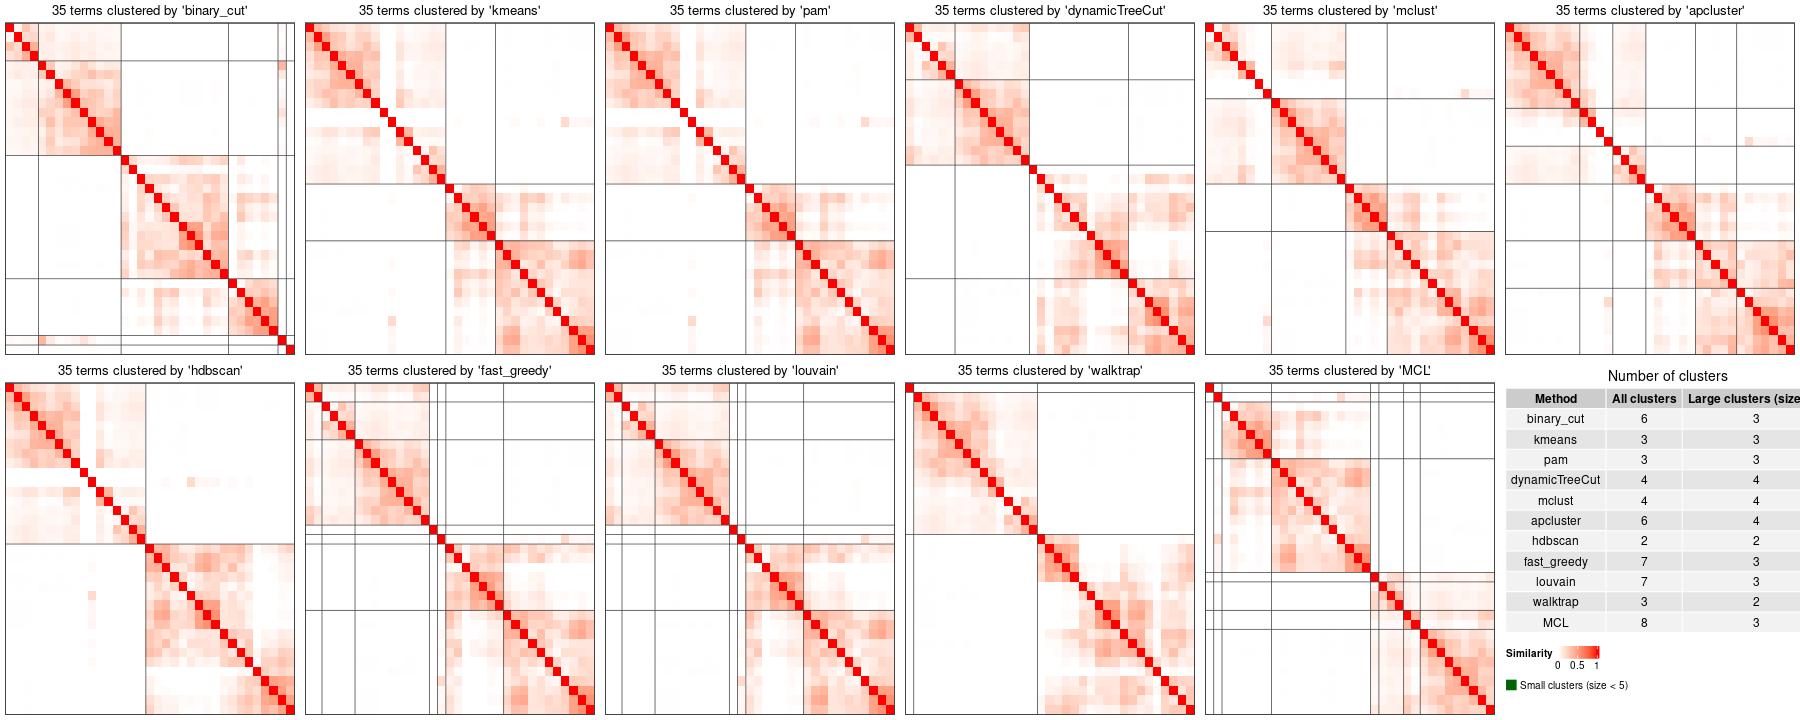 35 terms clustered by 'binary_cut'
35 terms clustered by 'kmeans'
35 terms clustered by 'pam'
35 terms clustered by 'dynamicTreeCut'
35 terms clustered by 'mclust'
35 terms clustered by 'apcluster'
35 terms clustered by 'hdbscan'
35 terms clustered by 'fast_greedy'
35 terms clustered by 'louvain'
35 terms clustered by 'walktrap'
35 terms clustered by 'MCL'
Number of clusters
Method All clusters Large clusters (size
binary_cut 6 3
kmeans 3 3
pam 3 3
dynamicTreeCut 4 4
mclust 4 4
apcluster 6 4
hdbscan 2 2
fast_greedy 7 3
louvain 7 3
walktrap 3 2
MCL 8 3
Similarity
0 0.5 1
Small clusters (size < 5)